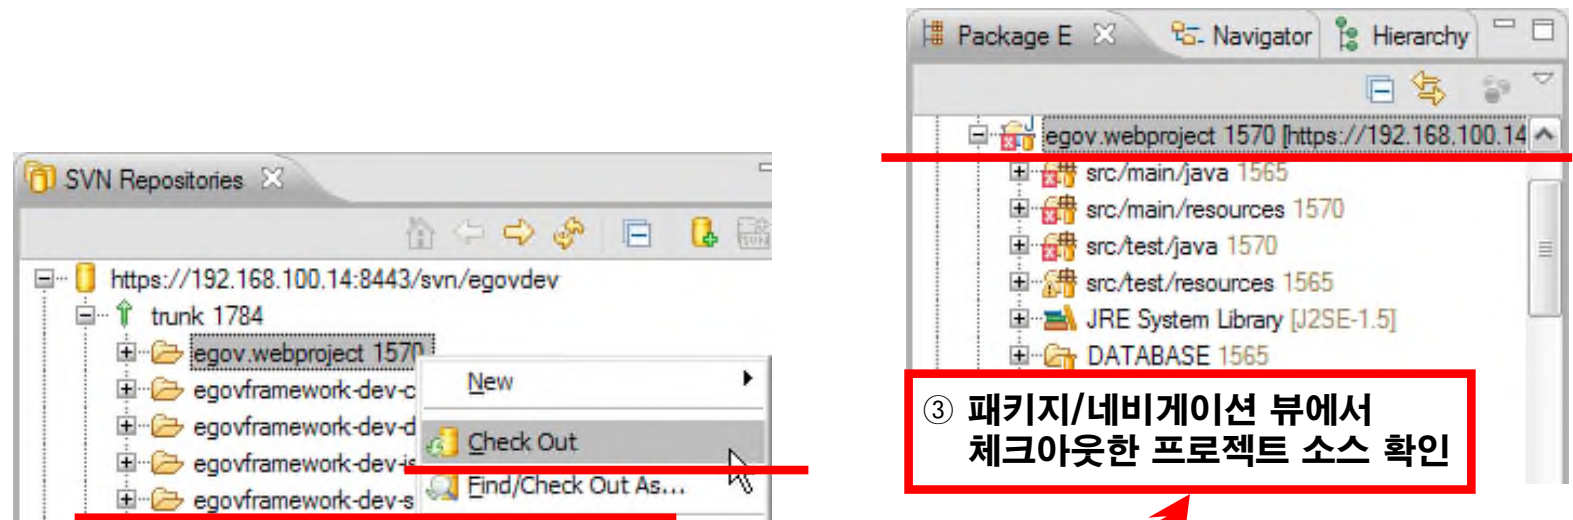 SVN Repositories
https://192.168.100.14:8443/svn/egovdev
trunk 1784
egov.webproject 1570
egovframework-dev-c
egovframework-dev-d
egovframework-dev-is
egovframework-dev-s
New
Check Out
Find/Check Out As...
Package E Navigator Hierarchy
egov.webproject 1570 [https://192.168.100.14
src/main/java 1565
src/main/resources 1570
src/test/java 1570
src/test/resources 1565
JRE System Library [J2SE-1.5]
DATABASE 1565
③ 패키지/네비게이션 뷰에서
체크아웃한 프로젝트 소스 확인